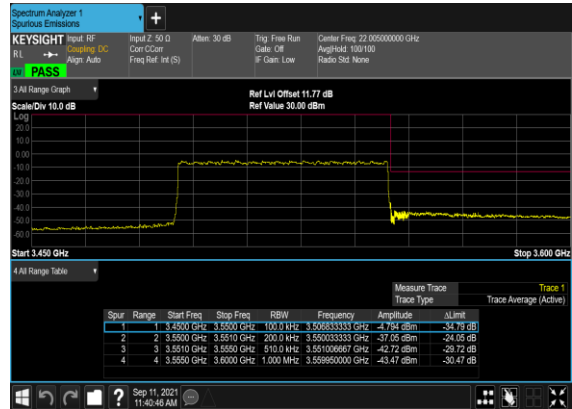 Spectrum Analyzer 1
Spurious Emissions
+
KEYSIGHT Input: RF Input Z: 50 Ω Atten: 30 dB Trig: Free Run Center Freq: 22.005000000 GHz
RL Coupling: DC Corr CCorr Gate: Off Avg|Hold: 100/100
Align: Auto Freq Ref: Int (S) IF Gain: Low Radio Std: None
PASS
3 All Range Graph
Ref Lvl Offset 11.77 dB
Scale/Div 10.0 dB Ref Value 30.00 dBm
Log
20.0
10.0
0.00
-10.0
-20.0
-30.0
-40.0
-50.0
-60.0
Start 3.450 GHz Stop 3.600 GHz
4 All Range Table
Measure Trace Trace 1
Trace Type Trace Average (Active)
Spur Range Start Freq Stop Freq RBW Frequency Amplitude ΔLimit
1 1 3.4500 GHz 3.5500 GHz 100.0 kHz 3.506833333 GHz -4.794 dBm -34.79 dB
2 2 3.5500 GHz 3.5510 GHz 200.0 kHz 3.550033333 GHz -37.05 dBm -24.05 dB
3 3 3.5510 GHz 3.5550 GHz 510.0 kHz 3.551006667 GHz -42.72 dBm -29.72 dB
4 4 3.5550 GHz 3.6000 GHz 1.000 MHz 3.559950000 GHz -43.47 dBm -30.47 dB
? Sep 11, 2021
11:40:46 AM